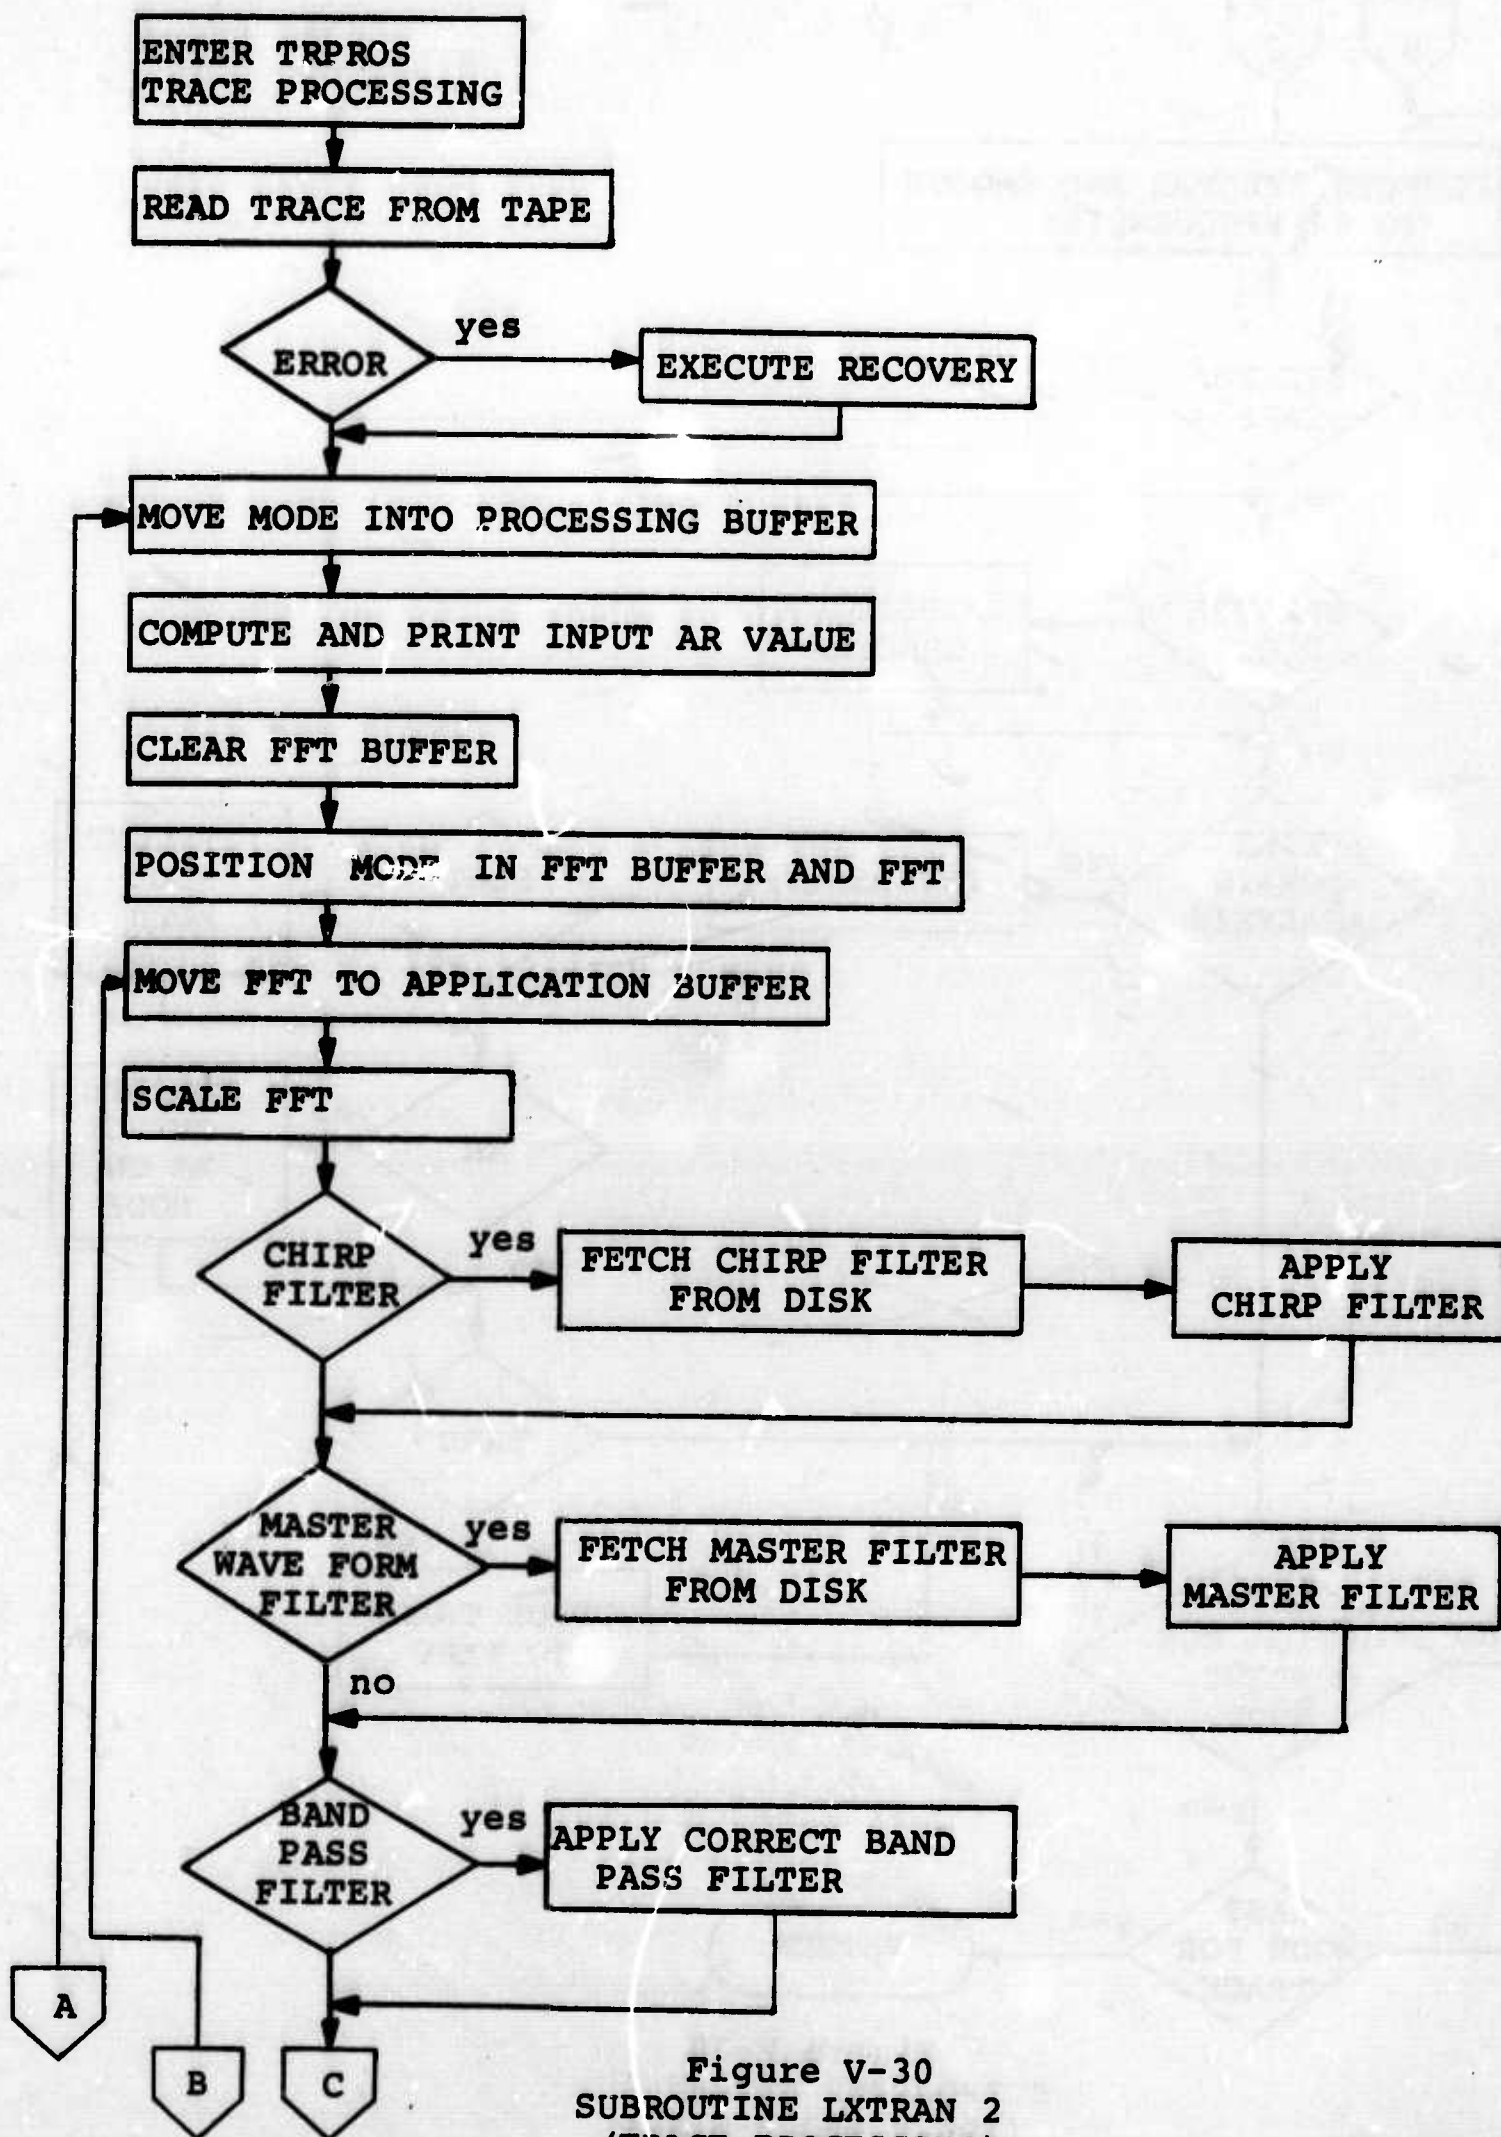 ENTER TRPROS
TRACE PROCESSING
READ TRACE FROM TAPE
ERROR
yes
EXECUTE RECOVERY
MOVE MODE INTO PROCESSING BUFFER
COMPUTE AND PRINT INPUT AR VALUE
CLEAR FFT BUFFER
POSITION MODE IN FFT BUFFER AND FFT
MOVE FFT TO APPLICATION BUFFER
SCALE FFT
CHIRP
FILTER
yes
FETCH CHIRP FILTER
FROM DISK
APPLY
CHIRP FILTER
MASTER
WAVE FORM
FILTER
yes
FETCH MASTER FILTER
FROM DISK
APPLY
MASTER FILTER
no
BAND
PASS
FILTER
yes
APPLY CORRECT BAND
PASS FILTER
A
B
C
Figure V-30
SUBROUTINE LXTRAN 2